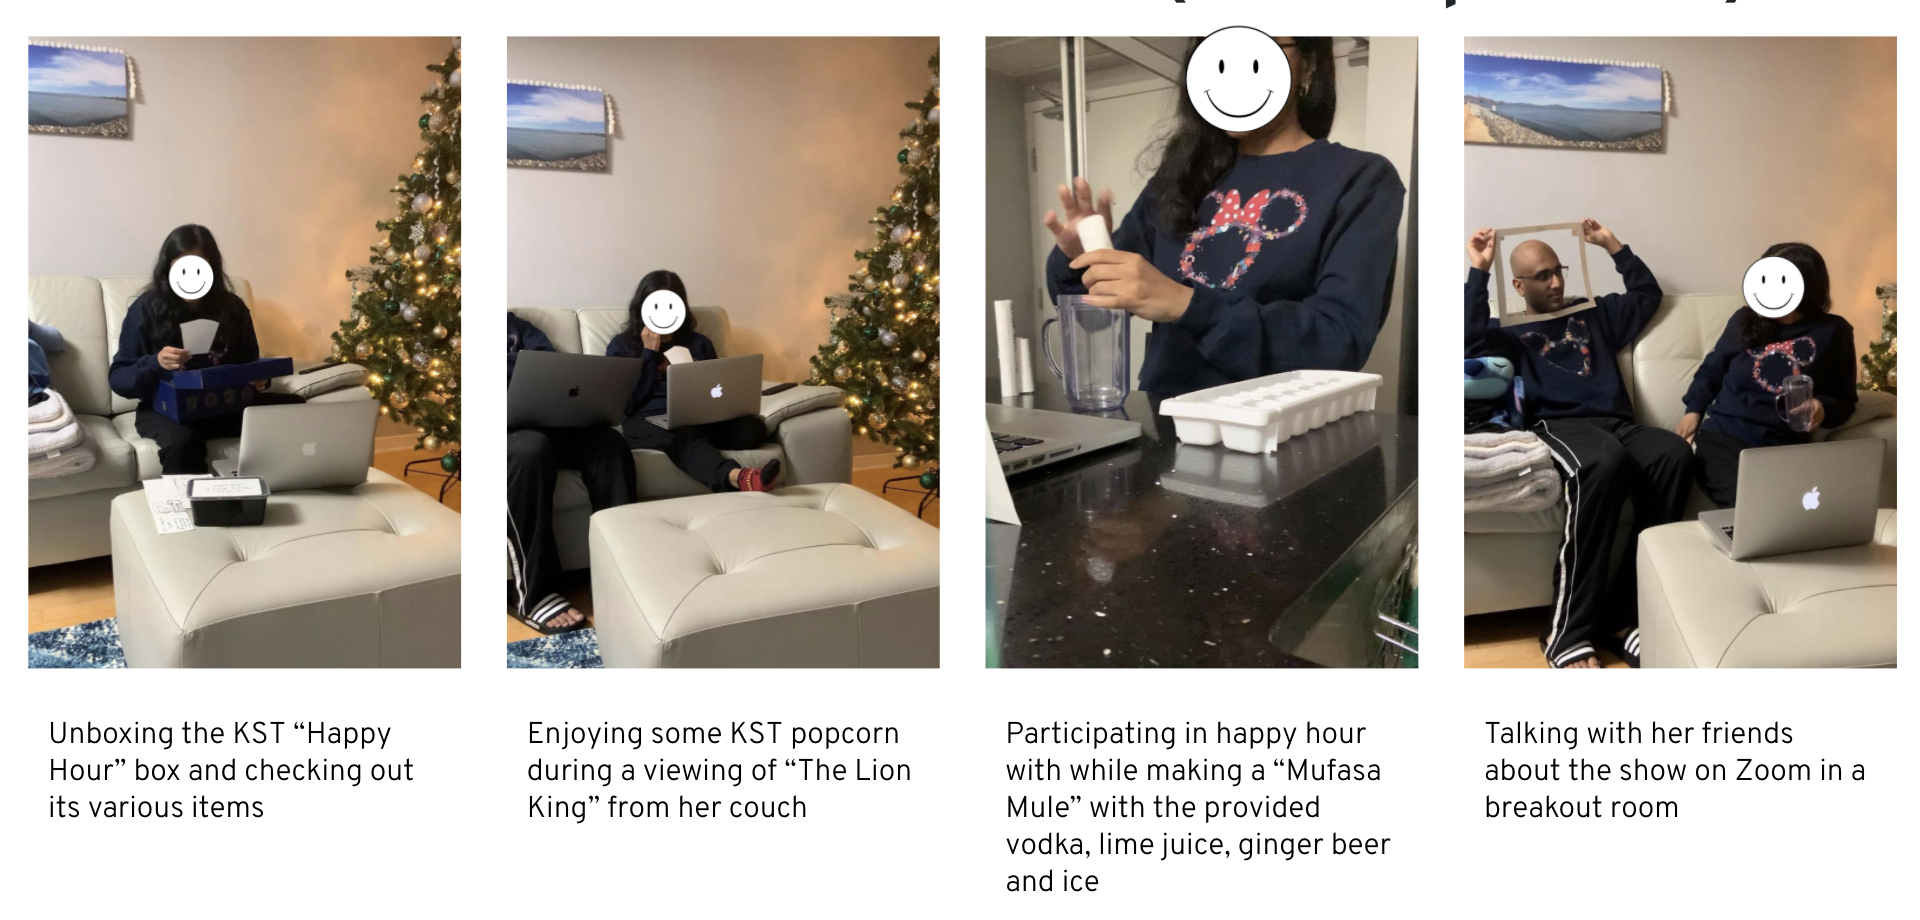 Unboxing the KST “Happy
Hour” box and checking out
its various items
Enjoying some KST popcorn
during a viewing of “The Lion
King” from her couch
Participating in happy hour
with while making a “Mufasa
Mule” with the provided
vodka, lime juice, ginger beer
and ice
Talking with her friends
about the show on Zoom in a
breakout room